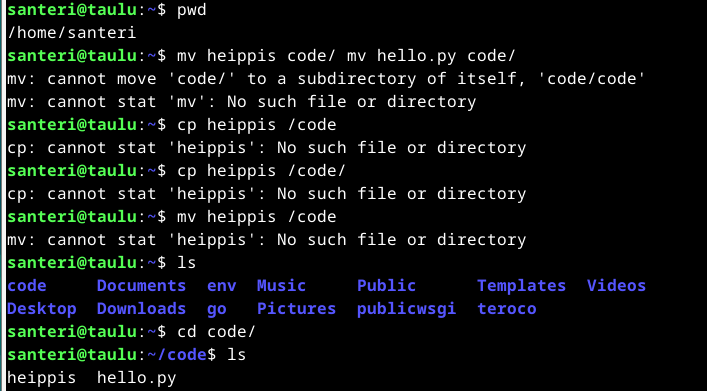 santeri@taulu:~$ pwd
/home/santeri
santeri@taulu:~$ mv heippis code/ mv hello.py code/
mv: cannot move 'code/' to a subdirectory of itself, 'code/code'
mv: cannot stat 'mv': No such file or directory
santeri@taulu:~$ cp heippis /code
cp: cannot stat 'heippis': No such file or directory
santeri@taulu:~$ cp heippis /code/
cp: cannot stat 'heippis': No such file or directory
santeri@taulu:~$ mv heippis /code
mv: cannot stat 'heippis': No such file or directory
santeri@taulu:~$ ls
code     Documents  env  Music     Public      Templates  Videos
Desktop  Downloads  go   Pictures  publicwsgi  teroco
santeri@taulu:~$ cd code/
santeri@taulu:~/code$ ls
heippis  hello.py